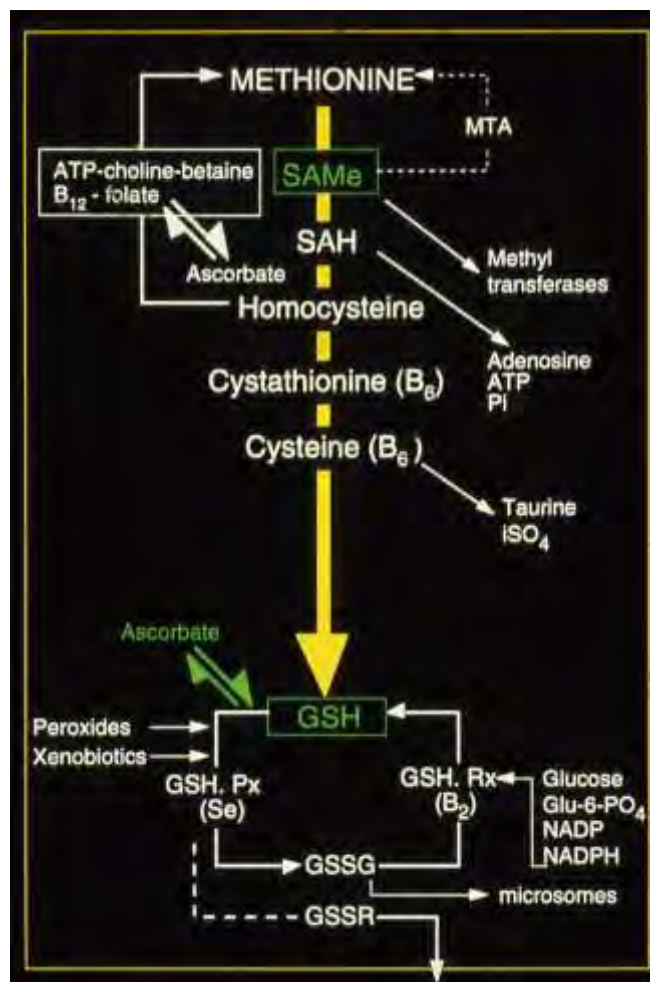 METHIONINE
MTA
ATP-choline-betaine
B12 - folate
SAMe
SAH
Ascorbate
Methyl
transferases
Homocysteine
Adenosine
ATP
Pi
Cystathionine (B6)
Cysteine (B6)
Taurine
iSO4
Ascorbate
GSH
Peroxides
Xenobiotics
GSH. Px
(Se)
GSH. Rx
(B2)
Glucose
Glu-6-PO4
NADP
NADPH
GSSG
microsomes
GSSR